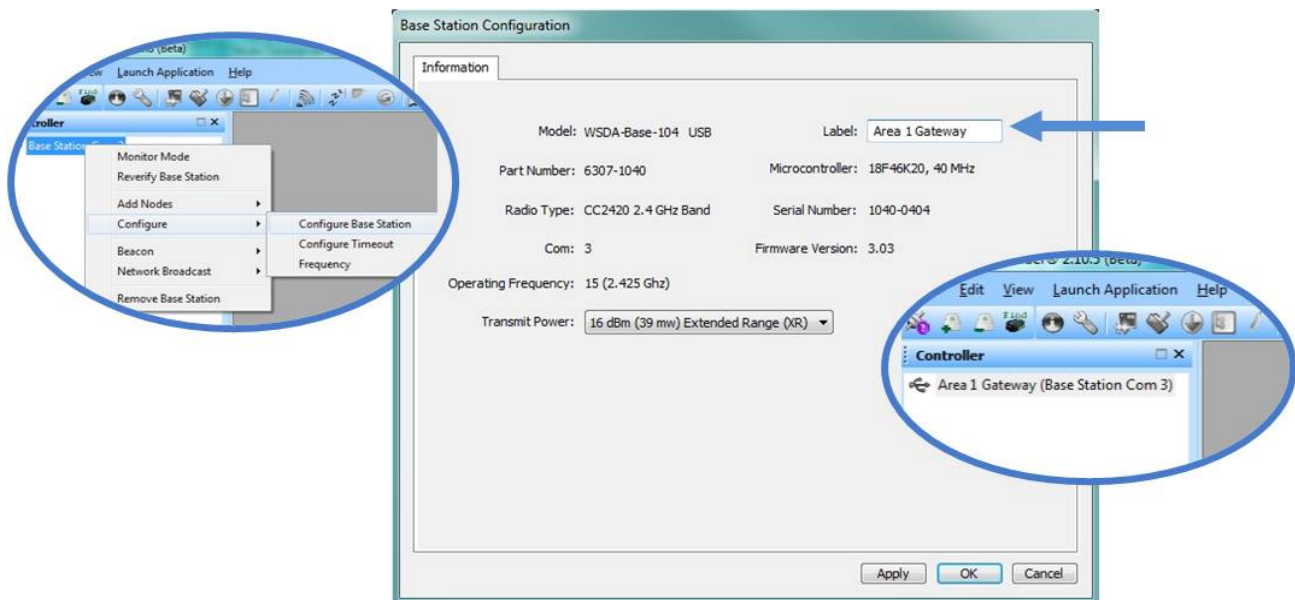 Base Station Configuration
Information
Model: WSDA-Base-104 USB
Label: Area 1 Gateway
Part Number: 6307-1040
Microcontroller: 18F46K20, 40 MHz
Radio Type: CC2420 2.4 GHz Band
Serial Number: 1040-0404
Com: 3
Firmware Version: 3.03
Operating Frequency: 15 (2.425 Ghz)
Transmit Power: 16 dBm (39 mw) Extended Range (XR)
Apply
OK
Cancel
(Beta)
Launch Application Help
Find
Base Station Com
Monitor Mode
Reverify Base Station
Add Nodes
Configure
Beacon
Network Broadcast
Remove Base Station
Configure Base Station
Configure Timeout
Frequency
(Beta)
Edit View Launch Application Help
Find
Controller
Area 1 Gateway (Base Station Com 3)